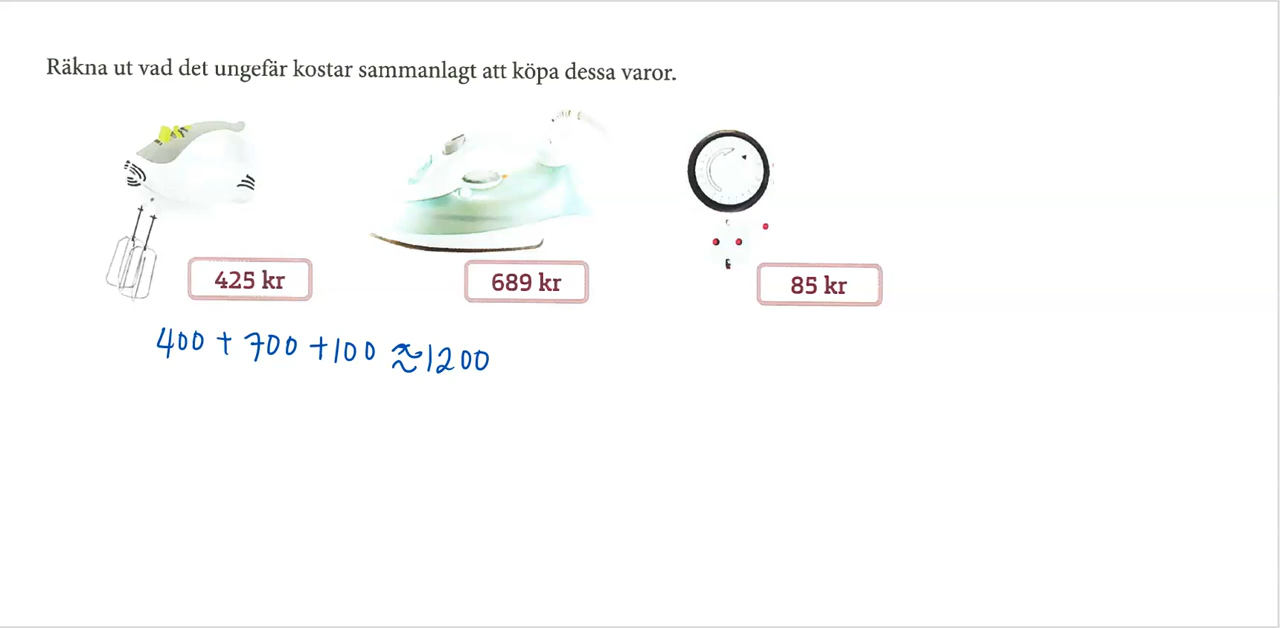 Räkna ut vad det ungefär kostar sammanlagt att köpa dessa varor.
425 kr
689 kr
85 kr
400 + 700 + 100 ≈ 1200